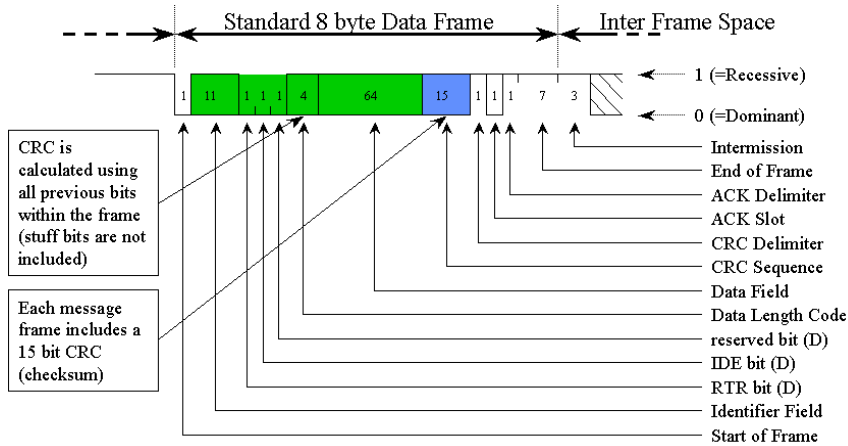 Standard 8 byte Data Frame
Inter Frame Space
1 (=Recessive)
1 11 1 1 1 4 64 15 1 1 1 7 3
0 (=Dominant)
CRC is
calculated using
all previous bits
within the frame
(stuff bits are not
included)
Each message
frame includes a
15 bit CRC
(checksum)
Intermission
End of Frame
ACK Delimiter
ACK Slot
CRC Delimiter
CRC Sequence
Data Field
Data Length Code
reserved bit (D)
IDE bit (D)
RTR bit (D)
Identifier Field
Start of Frame